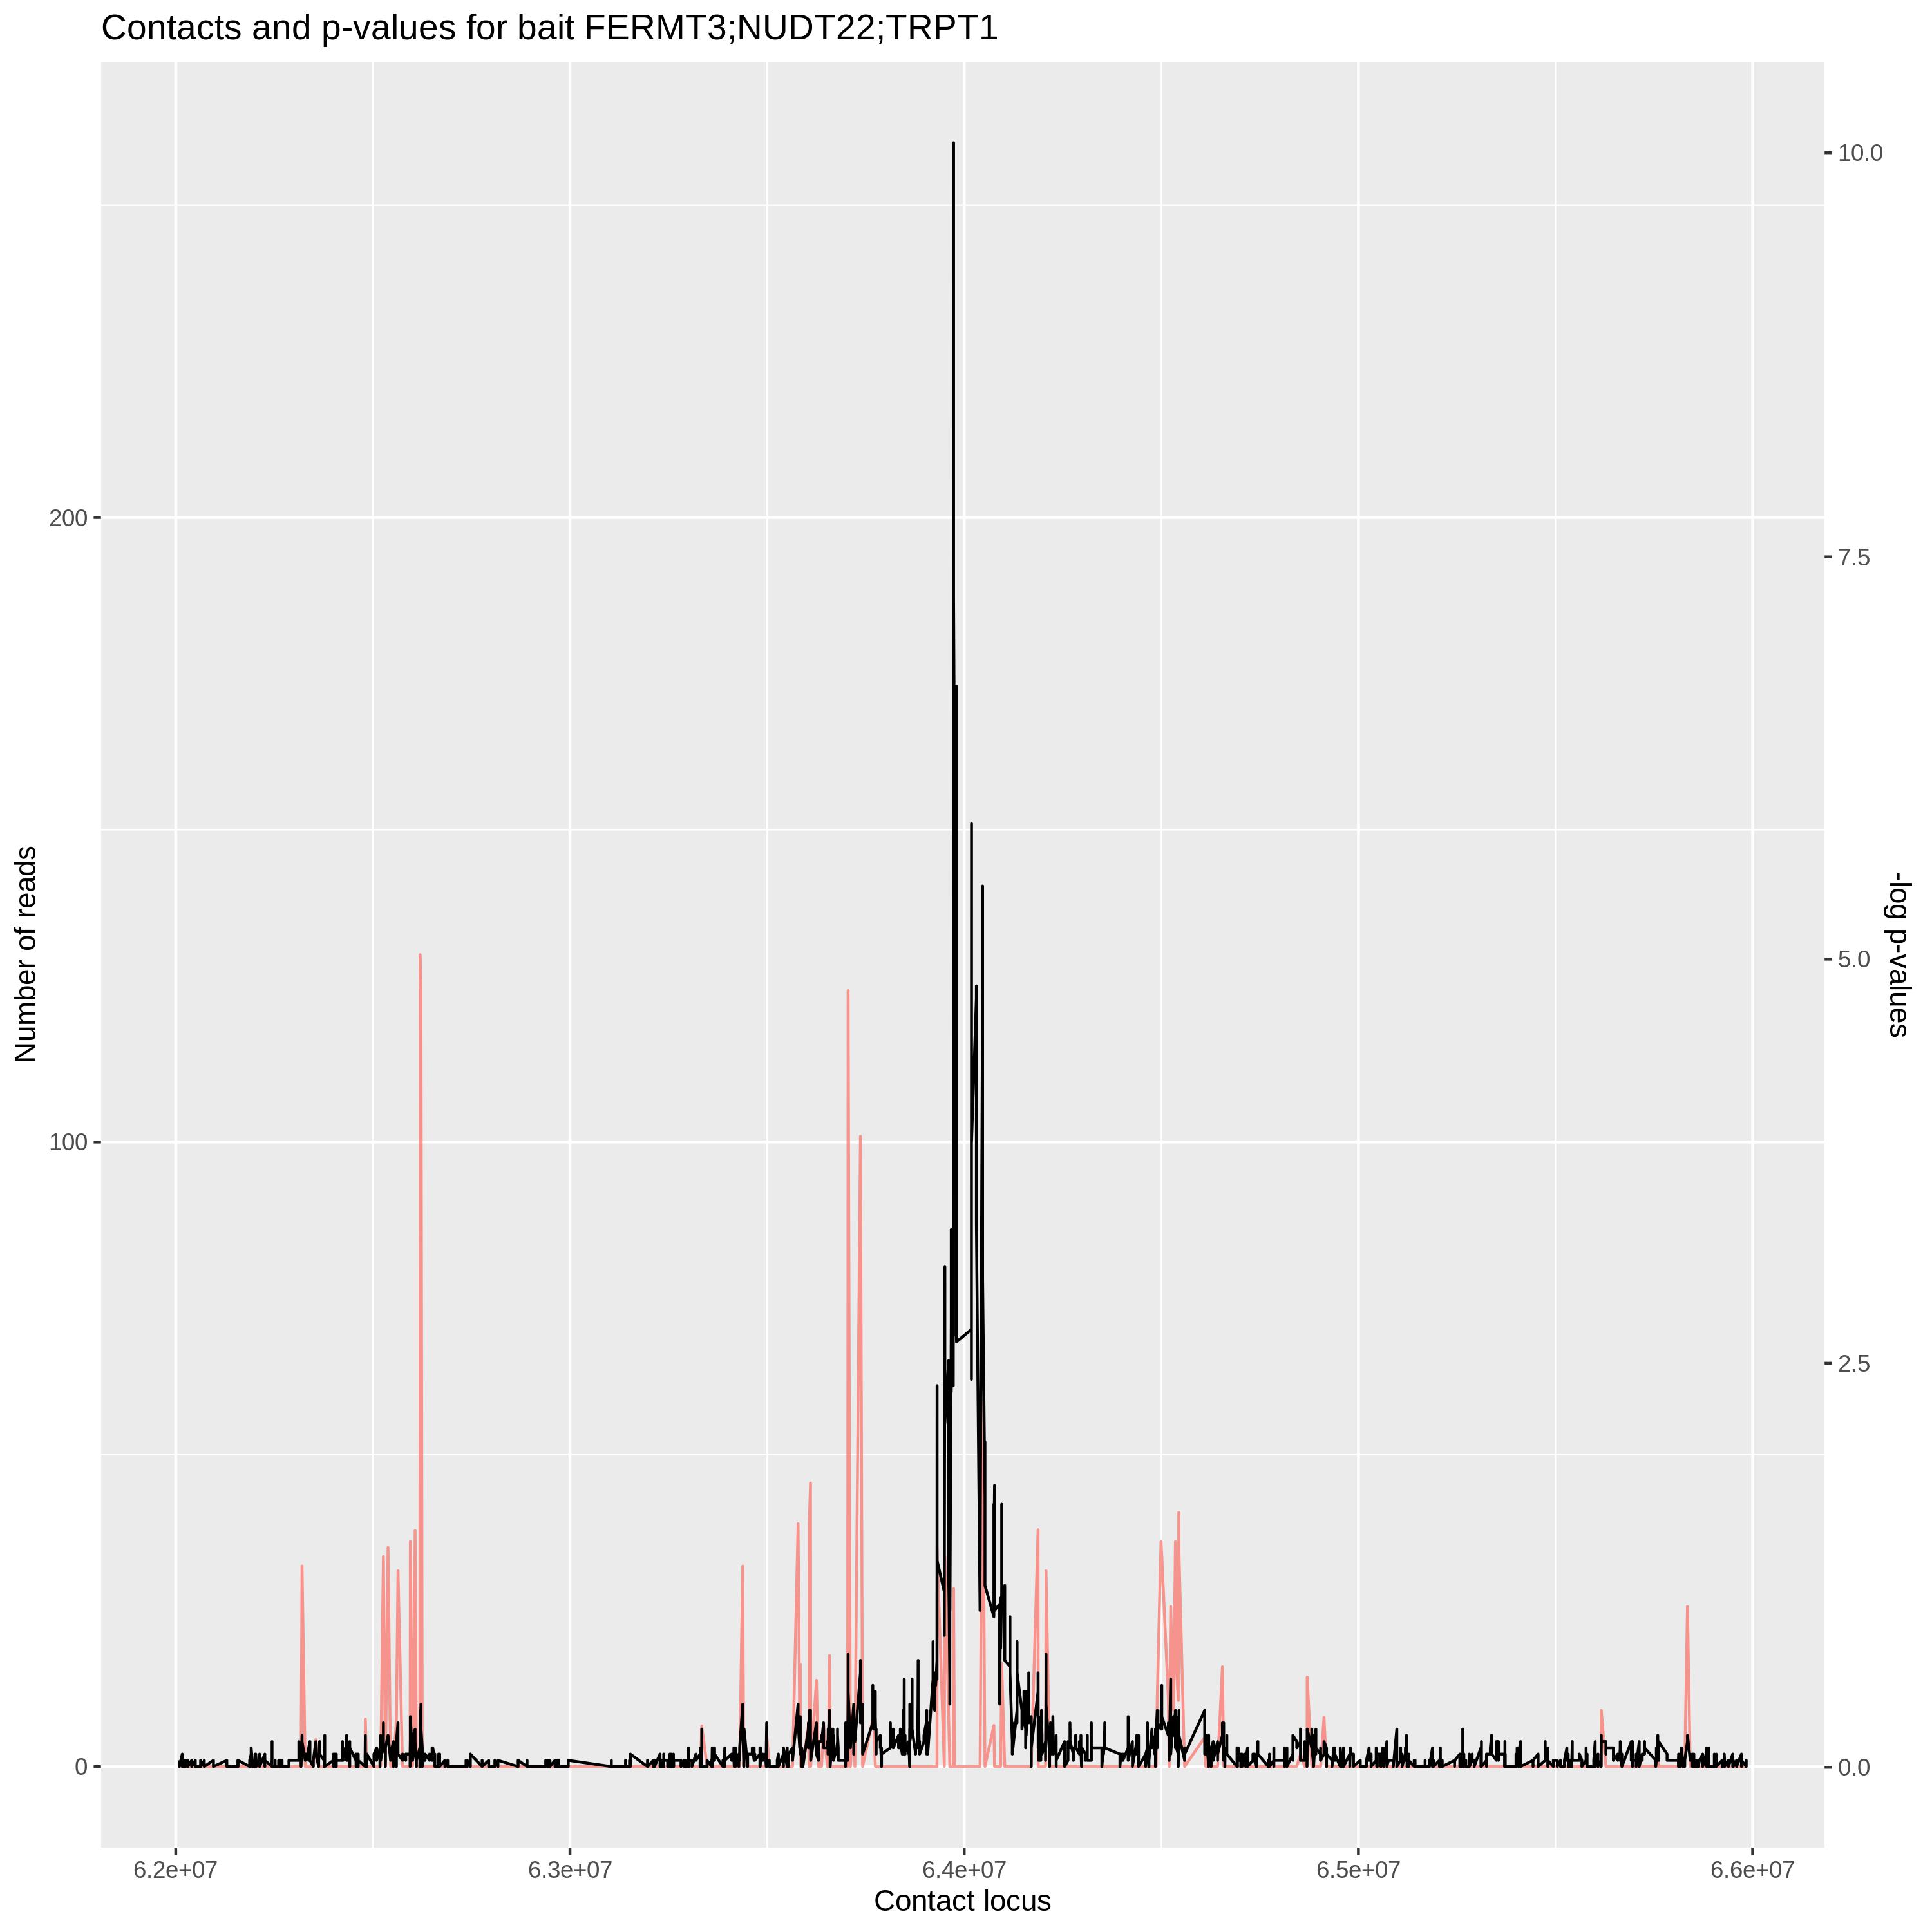 Contacts and p-values for bait FERMT3;NUDT22;TRPT1
10.0
200
7.5
Number of reads
5.0
-log p-values
100
2.5
0
0.0
6.2e+07 6.3e+07 6.4e+07 6.5e+07 6.6e+07
Contact locus